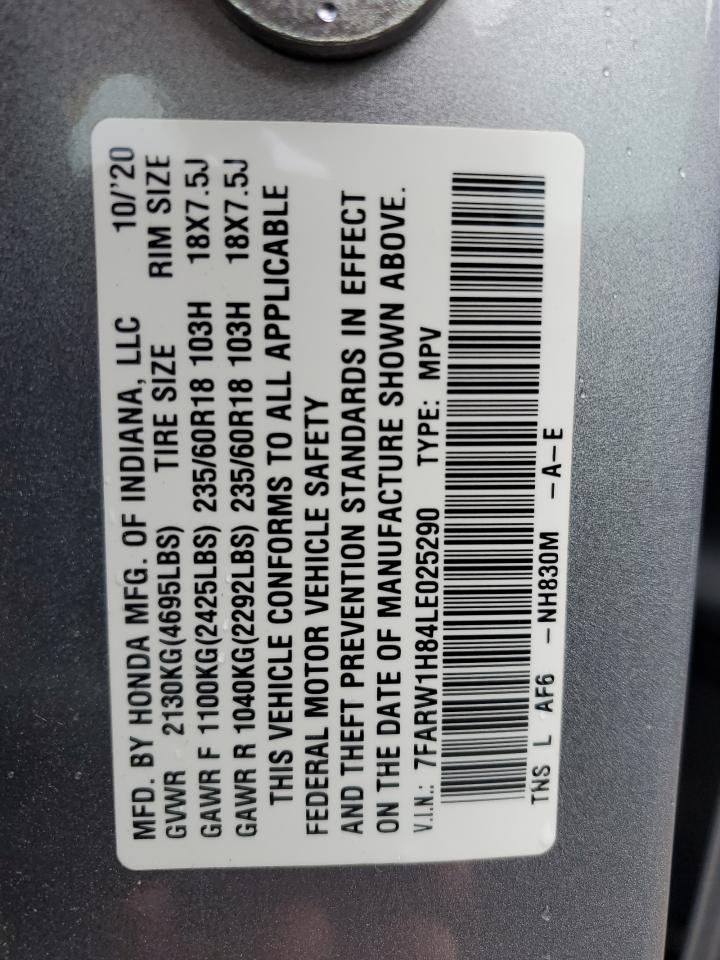 MFD. BY HONDA MFG. OF INDIANA, LLC 10/'20
GVWR 2130KG(4695LBS) TIRE SIZE RIM SIZE
GAWR F 1100KG(2425LBS) 235/60R18 103H 18X7.5J
GAWR R 1040KG(2292LBS) 235/60R18 103H 18X7.5J
THIS VEHICLE CONFORMS TO ALL APPLICABLE
FEDERAL MOTOR VEHICLE SAFETY
AND THEFT PREVENTION STANDARDS IN EFFECT
ON THE DATE OF MANUFACTURE SHOWN ABOVE.
V.I.N.: 7FARW1H84LE025290 TYPE: MPV
TNS L AF6 -NH830M -A-E